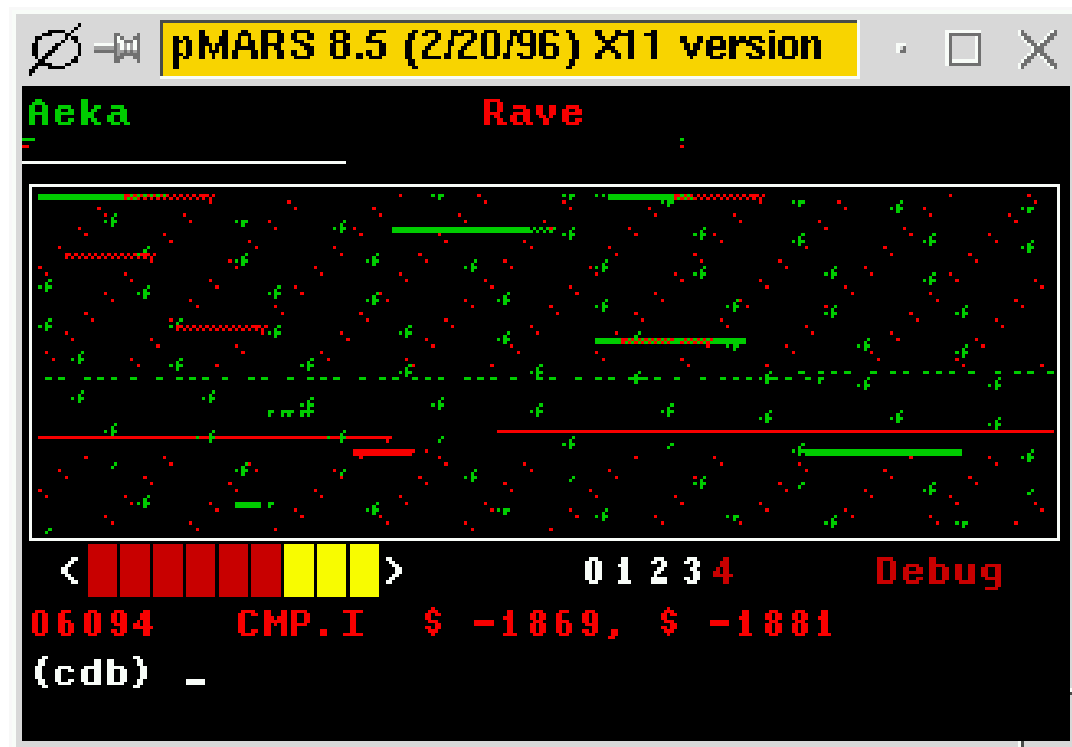 pMARS 8.5 (2/20/96) X11 version
Aeka Rave
< > 0 1 2 3 4 Debug
06094 CMP.I $ -1869, $ -1881
(cdb) _